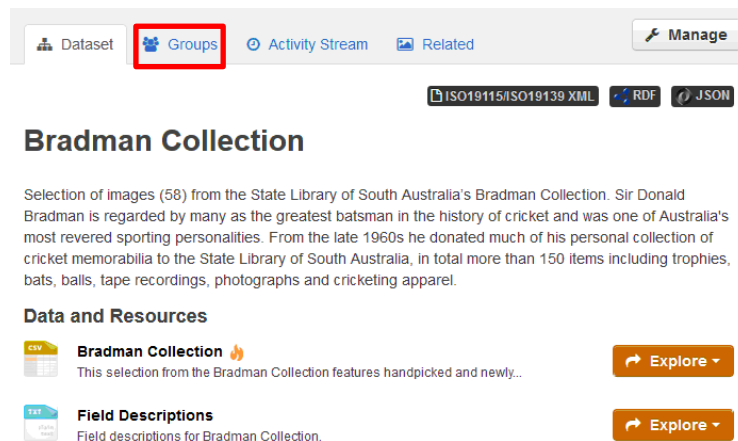 Dataset Groups Activity Stream Related Manage
ISO19115/ISO19139 XML RDF JSON
Bradman Collection
Selection of images (58) from the State Library of South Australia's Bradman Collection. Sir Donald
Bradman is regarded by many as the greatest batsman in the history of cricket and was one of Australia's
most revered sporting personalities. From the late 1960s he donated much of his personal collection of
cricket memorabilia to the State Library of South Australia, in total more than 150 items including trophies,
bats, balls, tape recordings, photographs and cricketing apparel.
Data and Resources
CSV Bradman Collection Explore
This selection from the Bradman Collection features handpicked and newly...
TXT Field Descriptions Explore
Field descriptions for Bradman Collection.